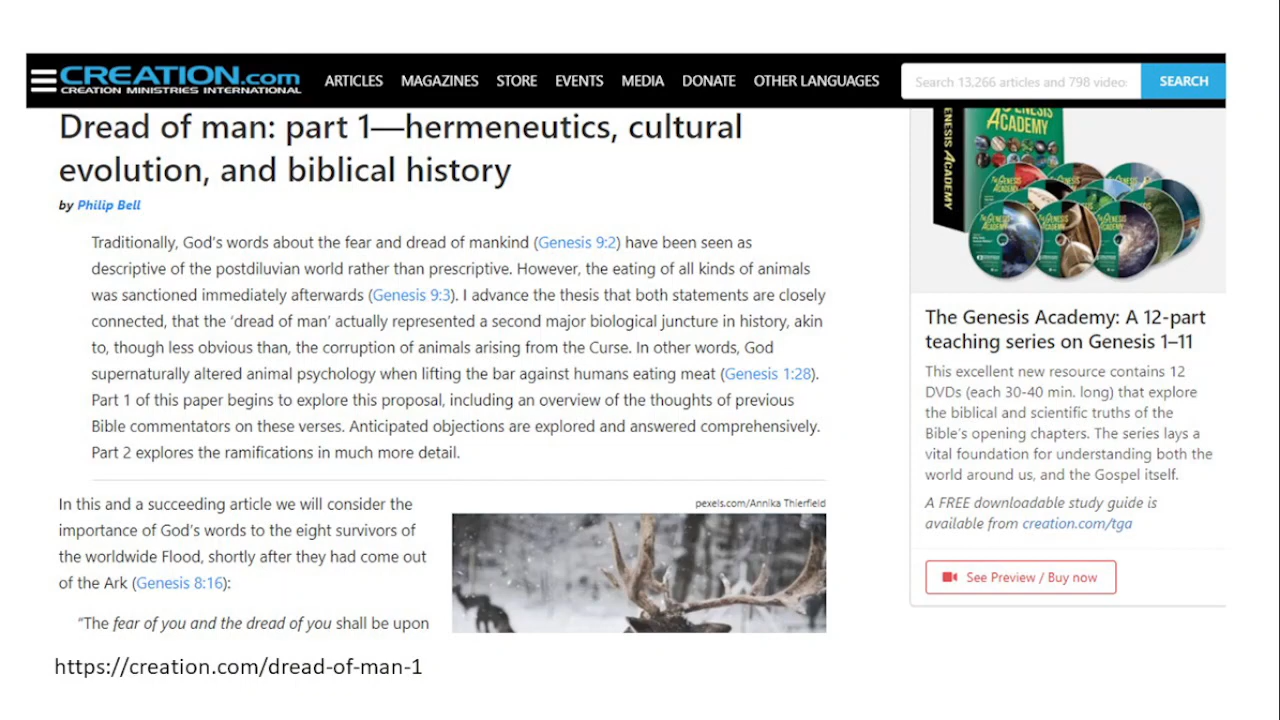 CREATION.com
CREATION MINISTRIES INTERNATIONAL
ARTICLES MAGAZINES STORE EVENTS MEDIA DONATE OTHER LANGUAGES
Search 13,266 articles and 798 video:
SEARCH
Dread of man: part 1—hermeneutics, cultural
evolution, and biblical history
by Philip Bell
Traditionally, God's words about the fear and dread of mankind (Genesis 9:2) have been seen as
descriptive of the postdiluvian world rather than prescriptive. However, the eating of all kinds of animals
was sanctioned immediately afterwards (Genesis 9:3). I advance the thesis that both statements are closely
connected, that the ‘dread of man’ actually represented a second major biological juncture in history, akin
to, though less obvious than, the corruption of animals arising from the Curse. In other words, God
supernaturally altered animal psychology when lifting the bar against humans eating meat (Genesis 1:28).
Part 1 of this paper begins to explore this proposal, including an overview of the thoughts of previous
Bible commentators on these verses. Anticipated objections are explored and answered comprehensively.
Part 2 explores the ramifications in much more detail.
In this and a succeeding article we will consider the
importance of God's words to the eight survivors of
the worldwide Flood, shortly after they had come out
of the Ark (Genesis 8:16):
“The fear of you and the dread of you shall be upon
pexels.com/Annika Thierfeld
GENESIS ACADEMY
ACADEMY
The Genesis Academy: A 12-part
teaching series on Genesis 1–11
This excellent new resource contains 12
DVDs (each 30-40 min. long) that explore
the biblical and scientific truths of the
Bible's opening chapters. The series lays a
vital foundation for understanding both the
world around us, and the Gospel itself.
A FREE downloadable study guide is
available from creation.com/tga
See Preview / Buy now
https://creation.com/dread-of-man-1